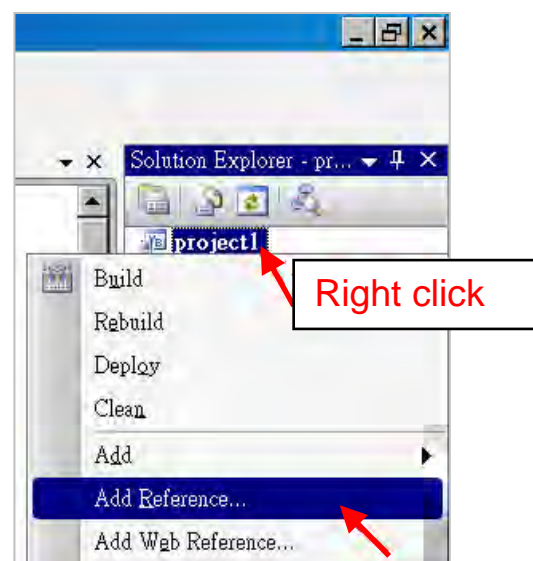 Solution Explorer - pr...
project1
Right click
Build
Rebuild
Deploy
Clean
Add
Add Reference...
Add Web Reference...